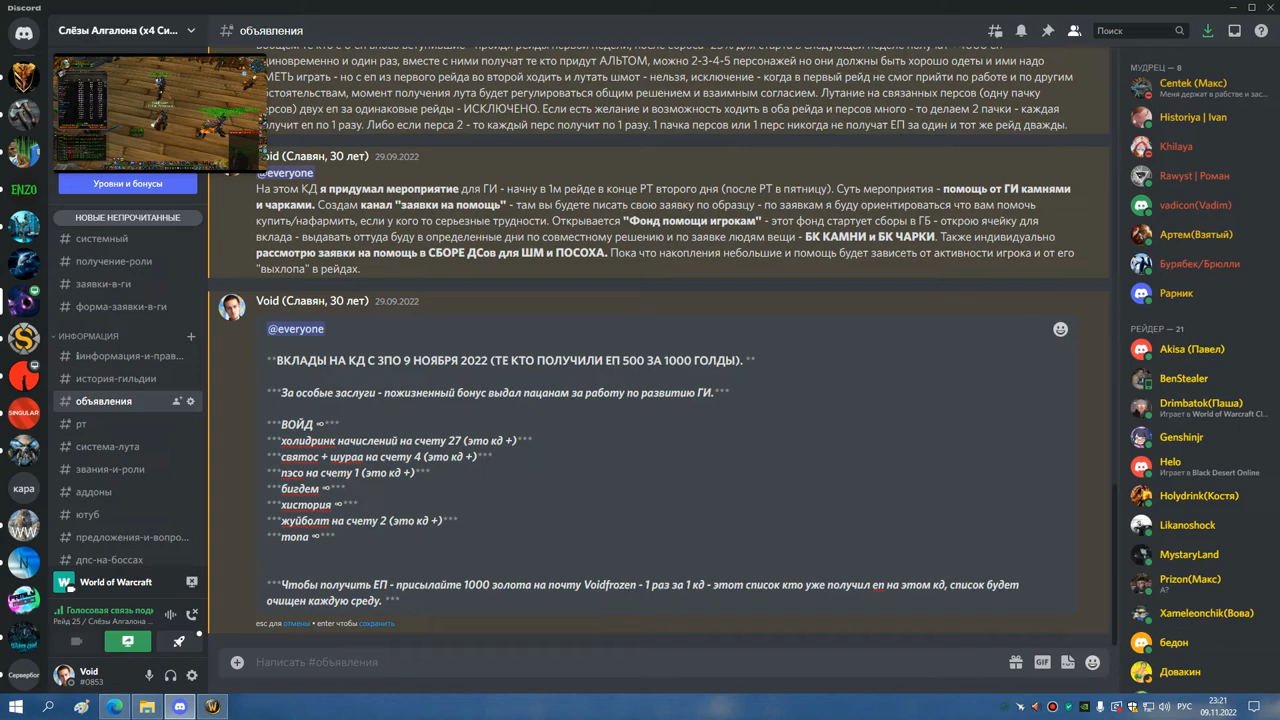 Discord
Слёзы Алгалона (x4 Си...
объявления
Поиск
одновременно и один раз, вместе с ними получат те кто придут АЛЬТОМ, можно 2-3-4-5 персонажей но они должны быть хорошо одеты и ими надо
МЕТЬ играть - но с еп из первого рейда во второй ходить и лутать шмот - нельзя, исключение - когда в первый рейд не смог прийти по работе и по другим
стоятельствам, момент получения лута будет регулироваться общим решением и взаимным согласием. Лутание на связанных персов (одну пачку
рсов) двух еп за одинаковые рейды - ИСКЛЮЧЕНО. Если есть желание и возможность ходить в оба рейда и персов много - то делаем 2 пачки - каждая
лучит еп по 1 разу. Либо если перса 2 - то каждый перс получит по 1 разу. 1 пачка персов или 1 перс никогда не получат ЕП за один и тот же рейд дважды.
oid (Славян, 30 лет) 29.09.2022
@everyone
На этом КД я придумал мероприятие для ГИ - начну в 1м рейде в конце РТ второго дня (после РТ в пятницу). Суть мероприятия - помощь от ГИ камнями
и чарками. Создам канал "заявки на помощь" - там вы будете писать свою заявку по образцу - по заявкам я буду ориентироваться что вам помочь
купить/нафармить, если у кого то серьезные трудности. Открывается "Фонд помощи игрокам" - этот фонд стартует сборы в ГБ - открою ячейку для
вклада - выдавать оттуда буду в определенные дни по совместному решению и по заявке людям вещи - БК КАМНИ и БК ЧАРКИ. Также индивидуально
рассмотрю заявки на помощь в СБОРЕ ДСов для ШМ и ПОСОХА. Пока что накопления небольшие и помощь будет зависеть от активности игрока и от его
"выхлопа" в рейдах.
Void (Славян, 30 лет) 29.09.2022
@everyone
**ВКЛАДЫ НА КД С 3ПО 9 НОЯБРЯ 2022 (ТЕ КТО ПОЛУЧИЛИ ЕП 500 ЗА 1000 ГОЛДЫ). **
***За особые заслуги - пожизненный бонус выдал пацанам за работу по развитию ГИ.***
***ВОЙД ∞***
***холидринк начислений на счету 27 (это кд +)***
***святос + шураа на счету 4 (это кд +)***
***пэсо на счету 1 (это кд +)***
***бигдем ∞***
***хистория ∞***
***жуйболт на счету 2 (это кд +)***
***топа ∞***
***Чтобы получить ЕП - присылайте 1000 золота на почту Voidfrozen - 1 раз за 1 кд - этот список кто уже получил еп на этом кд, список будет
очищен каждую среду. ***
esc для отмены • enter чтобы сохранить
Написать #объявления
GIF
Уровни и бонусы
НОВЫЕ НЕПРОЧИТАННЫЕ
системный
получение-роли
заявки-в-ги
форма-заявки-в-ги
ИНФОРМАЦИЯ
информация-и-прав...
история-гильдии
объявления
рт
система-лута
звания-и-роли
аддоны
ютуб
предложения-и-вопро...
дпс-на-боссах
World of Warcraft
Голосовая связь подк
Рейд 25 / Слёзы Алгалона ...
Void
#0853
ENZO
SINGULAR
кара
WW
FAMILY
Сервербог
МУДРЕЦ — 8
Centek (Макс)
Меня держат в рабстве и зас...
Historiya | Ivan
Khilaya
Rawyst | Роман
vadicon(Vadim)
Артем(Взятый)
Бурябек/Брюлли
Рарник
РЕЙДЕР — 21
Akisa (Павел)
BenStealer
Drimbatok(Паша)
Играет в World of Warcraft Cl...
Genshinjr
Helo
Играет в Black Desert Online
Holydrink(Костя)
Likanoshock
MystaryLand
Prizon(Макс)
А?
Xameleonchik(Вова)
бедон
Довакин
РУС
23:21
09.11.2022